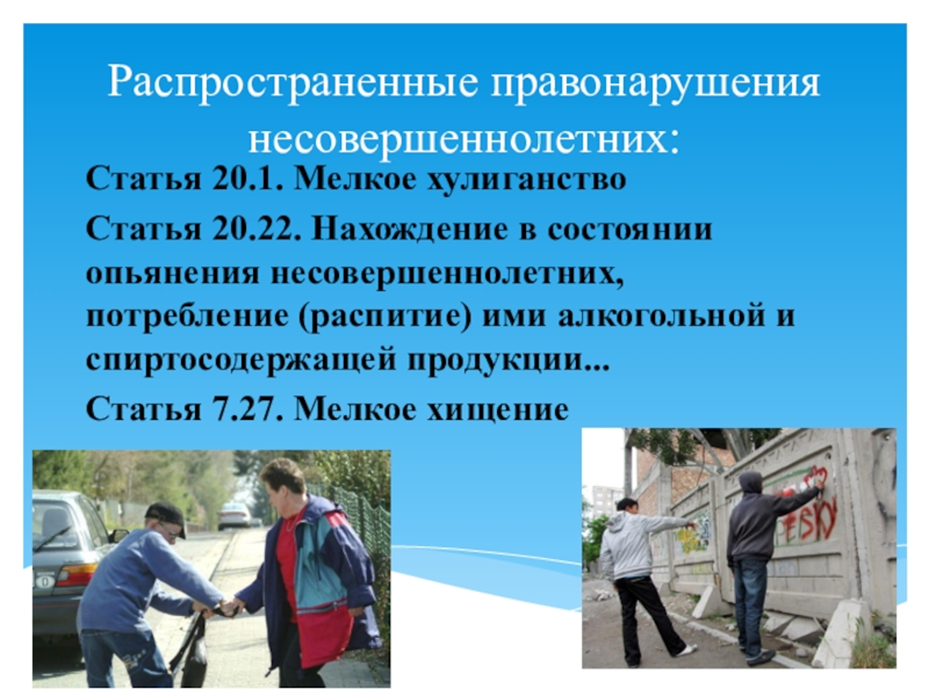 Распространенные правонарушения
несовершеннолетних:
Статья 20.1. Мелкое хулиганство
Статья 20.22. Нахождение в состоянии
опьянения несовершеннолетних,
потребление (распитие) ими алкогольной и
спиртосодержащей продукции...
Статья 7.27. Мелкое хищение